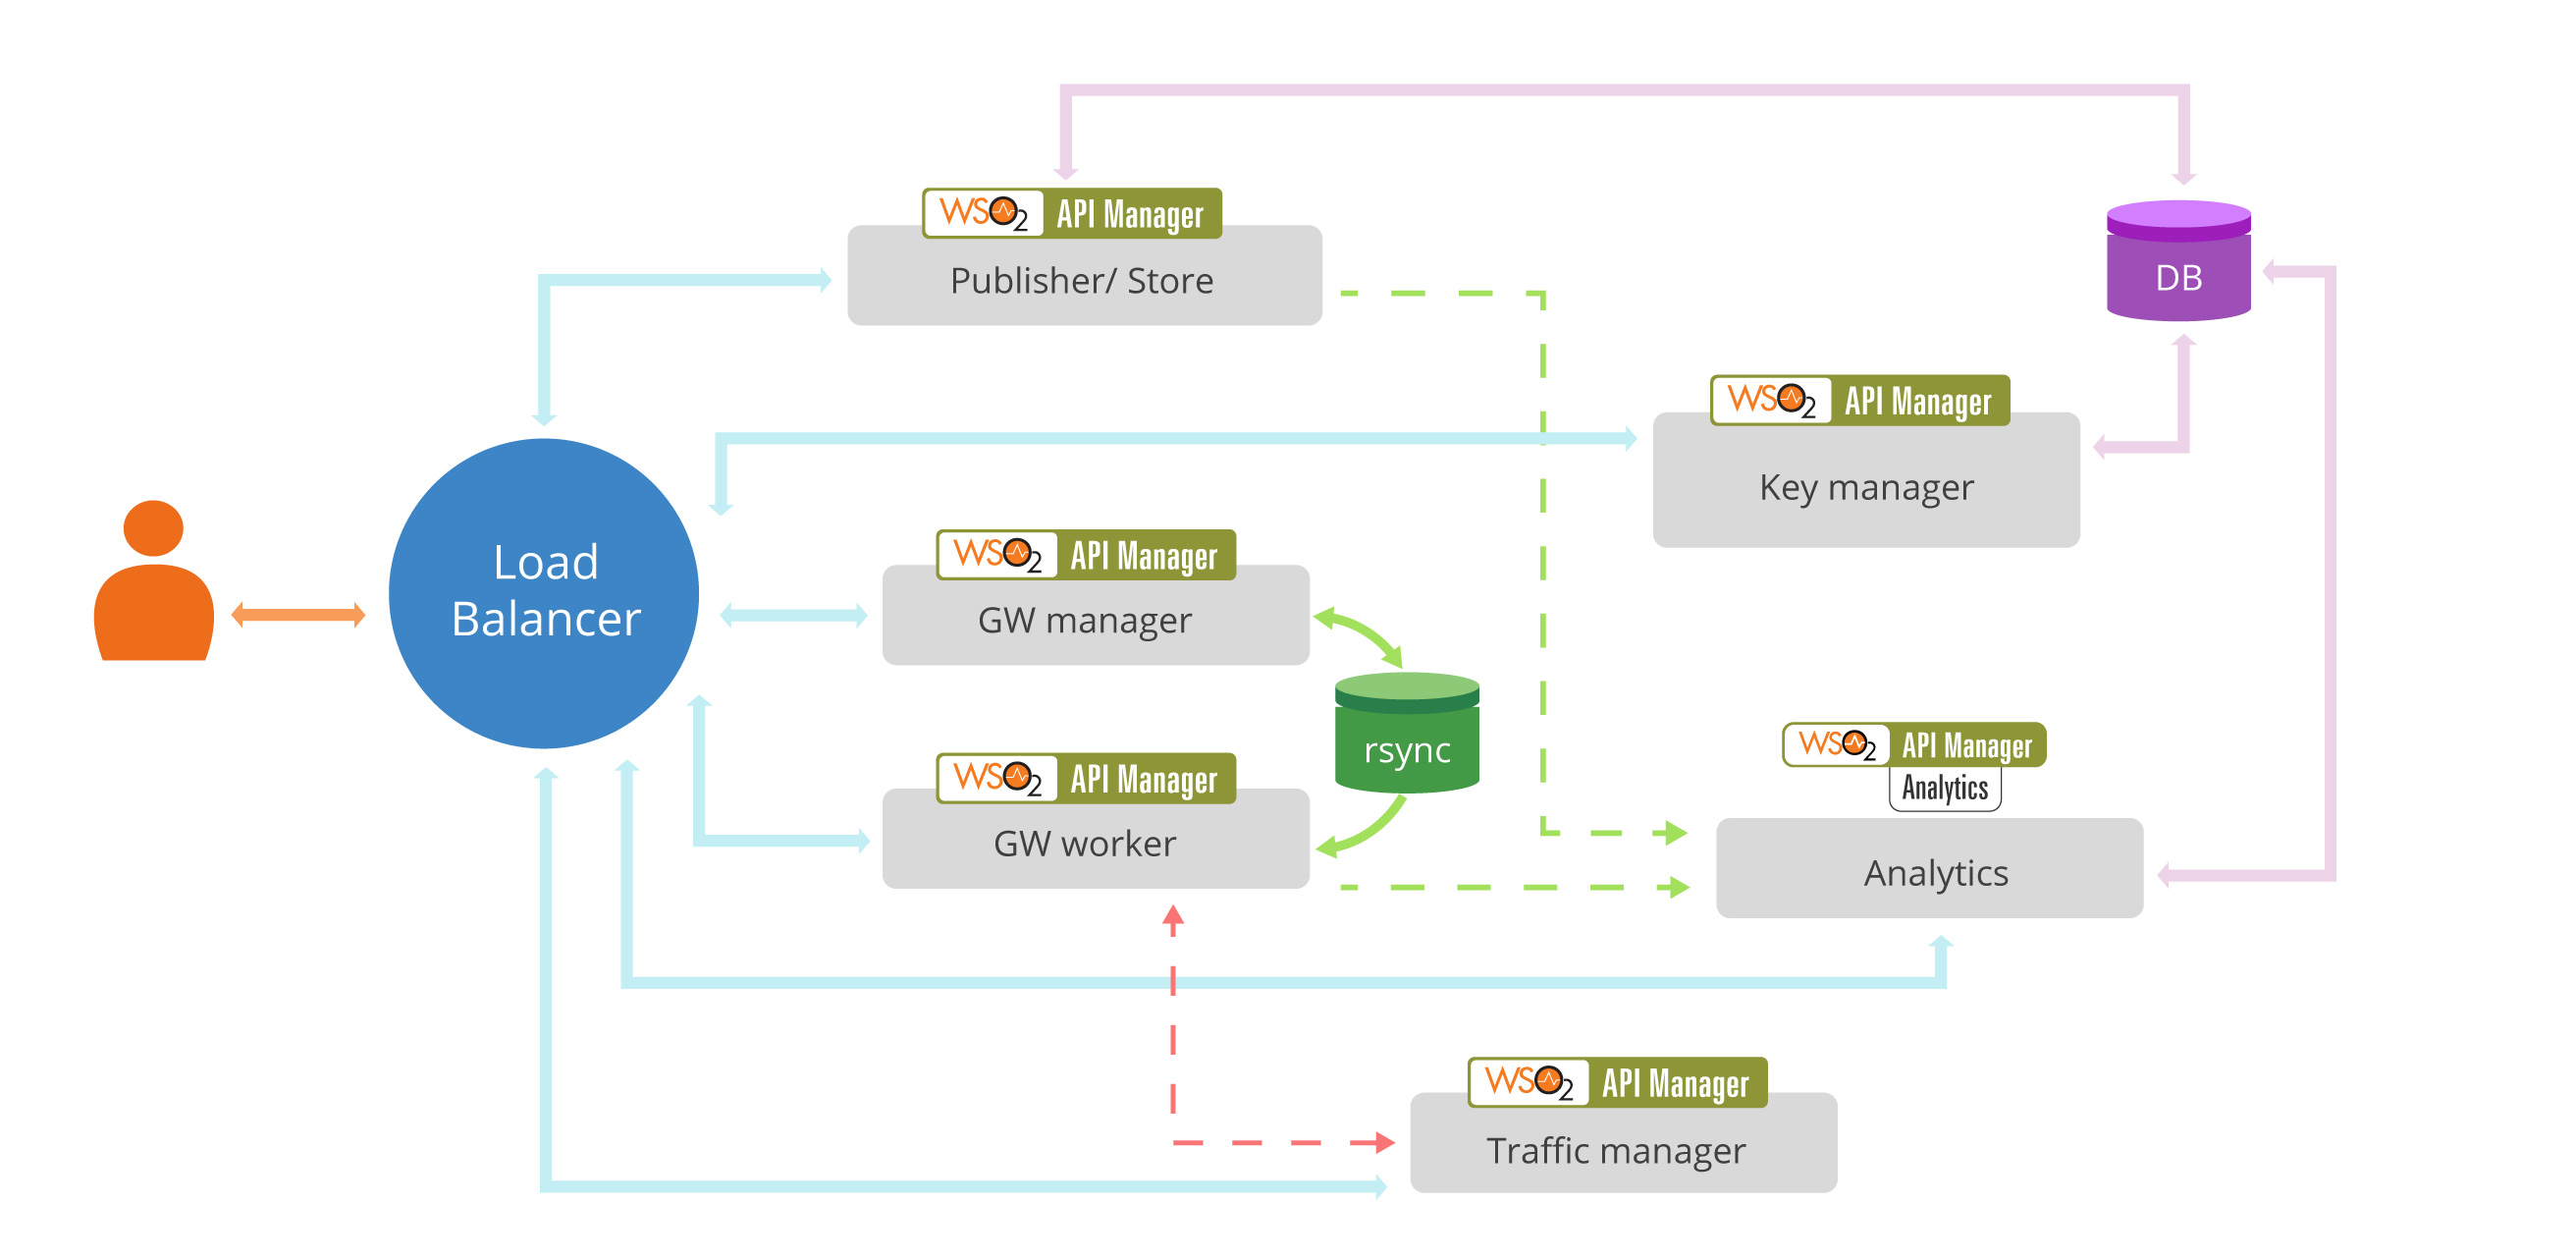 WSO2 API Manager
Publisher/ Store
DB
WSO2 API Manager
Key manager
Load
Balancer
WSO2 API Manager
GW manager
rsync
WSO2 API Manager
GW worker
WSO2 API Manager
Analytics
Analytics
WSO2 API Manager
Traffic manager